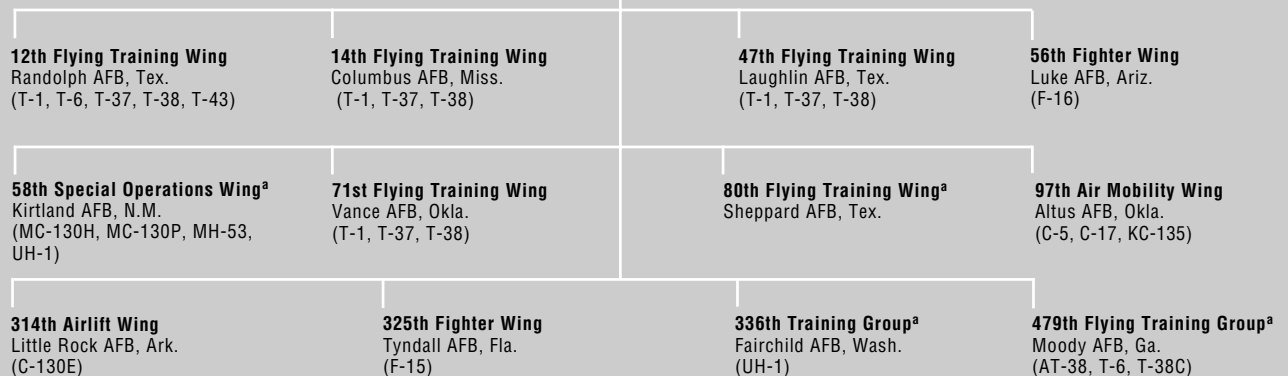 12th Flying Training Wing
Randolph AFB, Tex.
(T-1, T-6, T-37, T-38, T-43)
14th Flying Training Wing
Columbus AFB, Miss.
(T-1, T-37, T-38)
47th Flying Training Wing
Laughlin AFB, Tex.
(T-1, T-37, T-38)
56th Fighter Wing
Luke AFB, Ariz.
(F-16)
58th Special Operations Wingᵃ
Kirtland AFB, N.M.
(MC-130H, MC-130P, MH-53,
UH-1)
71st Flying Training Wing
Vance AFB, Okla.
(T-1, T-37, T-38)
80th Flying Training Wingᵃ
Sheppard AFB, Tex.
97th Air Mobility Wing
Altus AFB, Okla.
(C-5, C-17, KC-135)
314th Airlift Wing
Little Rock AFB, Ark.
(C-130E)
325th Fighter Wing
Tyndall AFB, Fla.
(F-15)
336th Training Groupᵃ
Fairchild AFB, Wash.
(UH-1)
479th Flying Training Groupᵃ
Moody AFB, Ga.
(AT-38, T-6, T-38C)